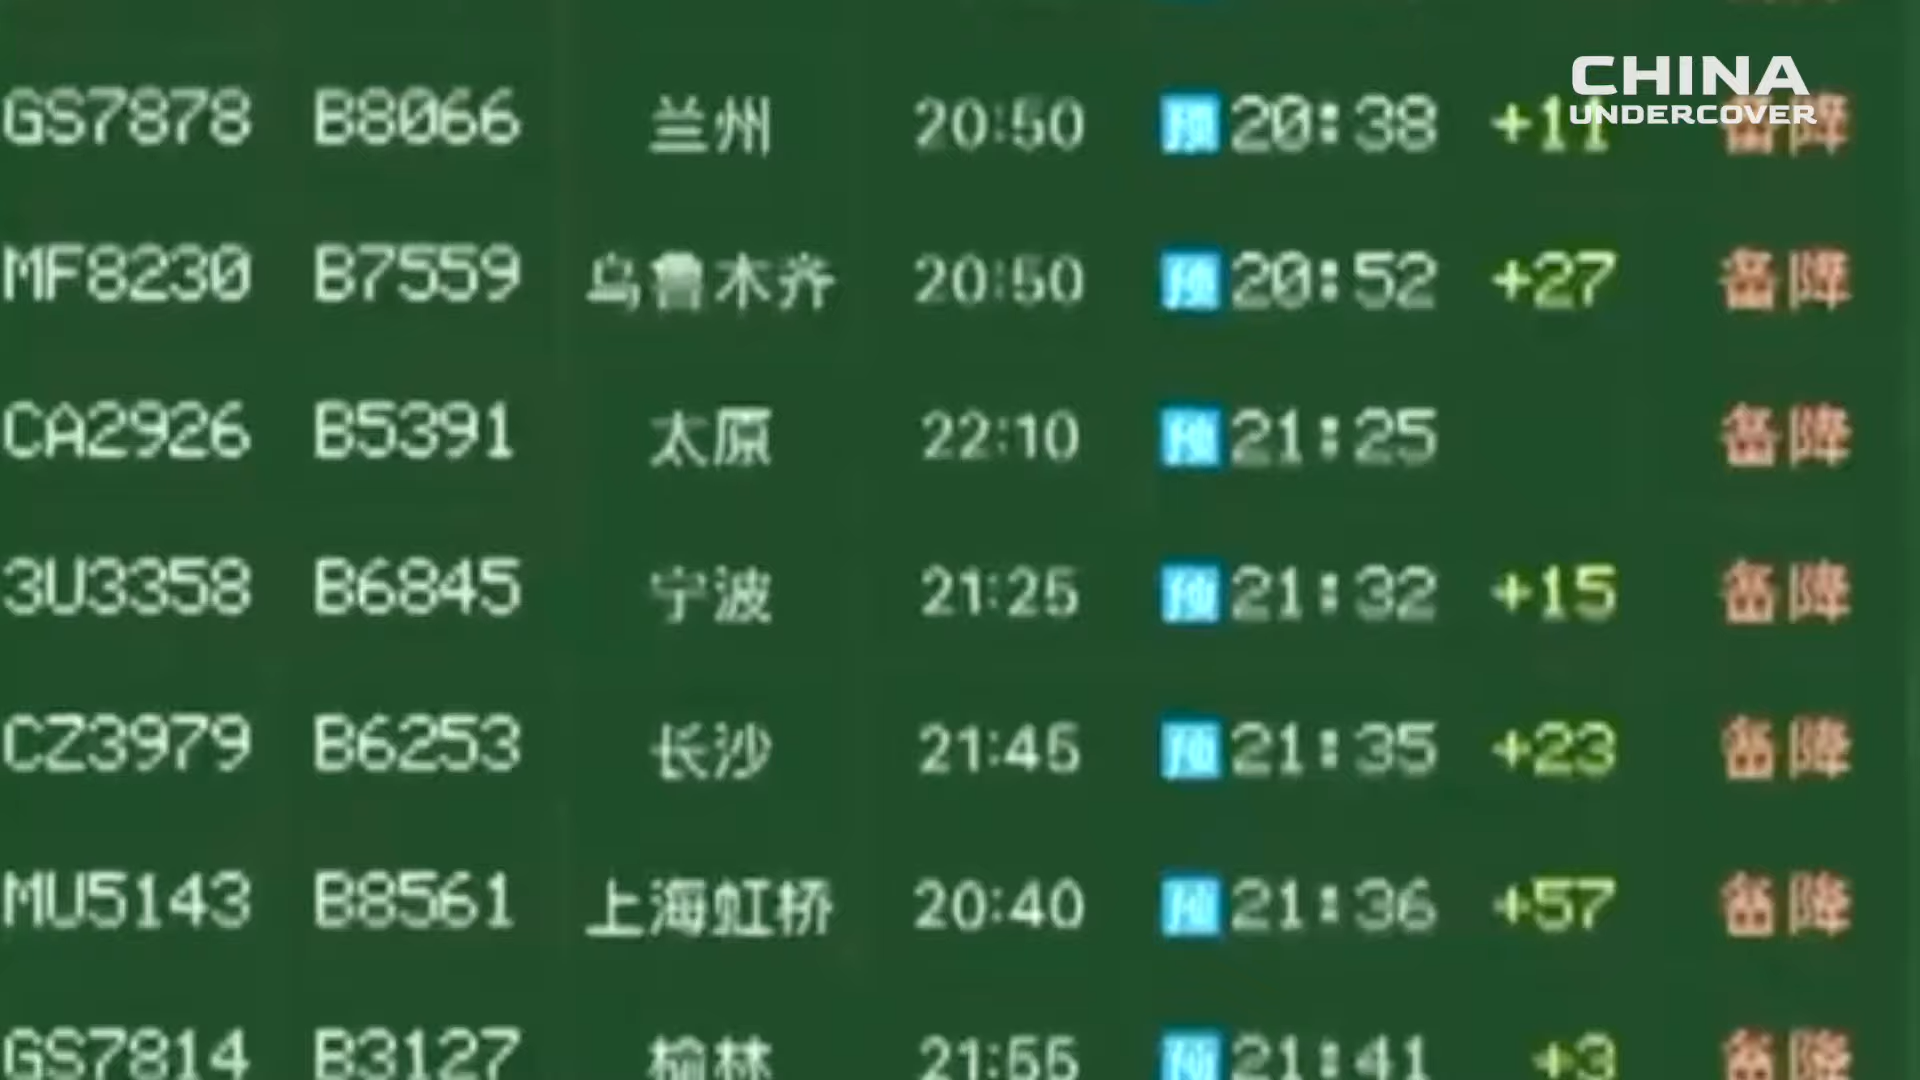 CHINA
UNDERCOVER
GS7878 B8066 兰州 20:50 预 20:38 +11 备降
MF8230 B7559 乌鲁木齐 20:50 预 20:52 +27 备降
CA2926 B5391 太原 22:10 预 21:25 备降
3U3358 B6845 宁波 21:25 预 21:32 +15 备降
CZ3979 B6253 长沙 21:45 预 21:35 +23 备降
MU5143 B8561 上海虹桥 20:40 预 21:36 +57 备降
GS7814 B3127 榆林 21:55 预 21:41 +3 备降